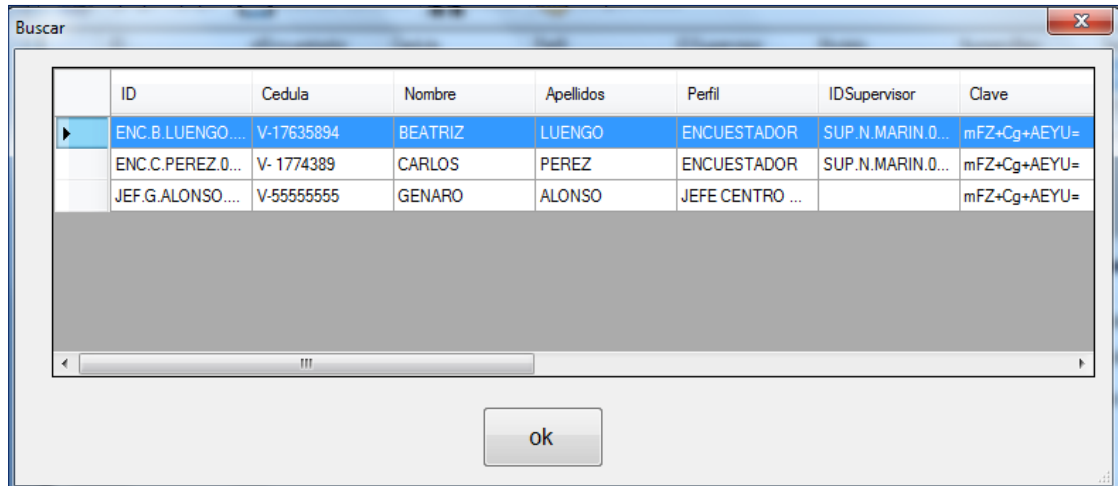 Buscar
ID Cedula Nombre Apellidos Perfil IDSupervisor Clave
ENC.B.LUENGO.... V-17635894 BEATRIZ LUENGO ENCUESTADOR SUP.N.MARIN.0... mFZ+Cg+AEYU=
ENC.C.PEREZ.0... V- 1774389 CARLOS PEREZ ENCUESTADOR SUP.N.MARIN.0... mFZ+Cg+AEYU=
JEF.G.ALONSO.... V-55555555 GENARO ALONSO JEFE CENTRO ... mFZ+Cg+AEYU=
ok